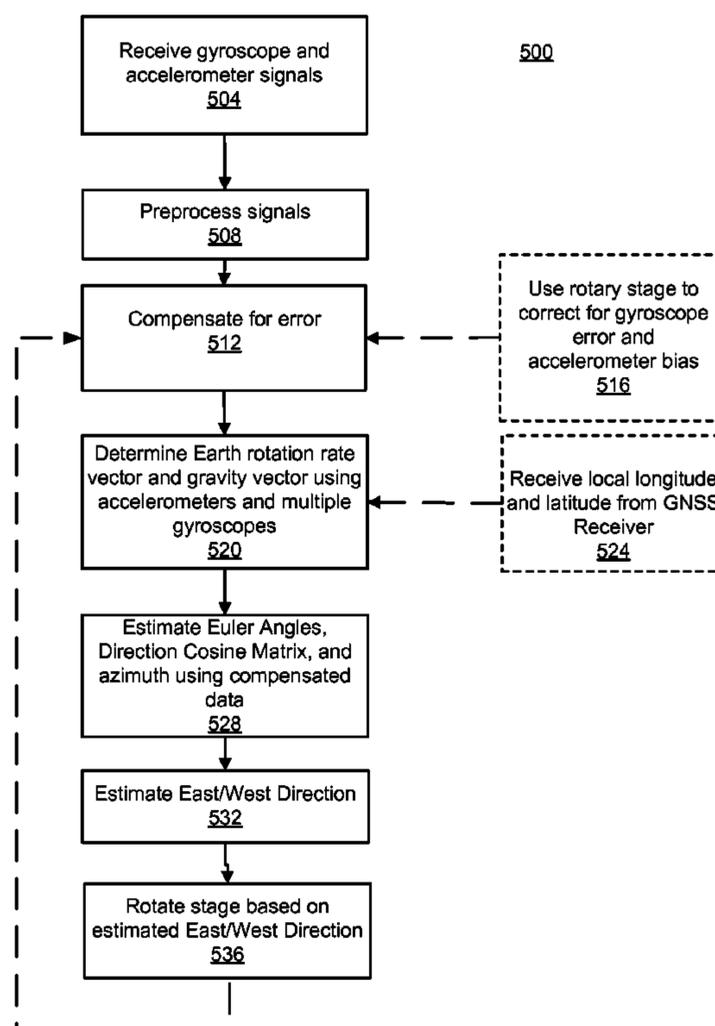 Receive gyroscope and
accelerometer signals
504
500
Preprocess signals
508
Compensate for error
512
Use rotary stage to
correct for gyroscope
error and
accelerometer bias
516
Determine Earth rotation rate
vector and gravity vector using
accelerometers and multiple
gyroscopes
520
Receive local longitude
and latitude from GNSS
Receiver
524
Estimate Euler Angles,
Direction Cosine Matrix, and
azimuth using compensated
data
528
Estimate East/West Direction
532
Rotate stage based on
estimated East/West Direction
536